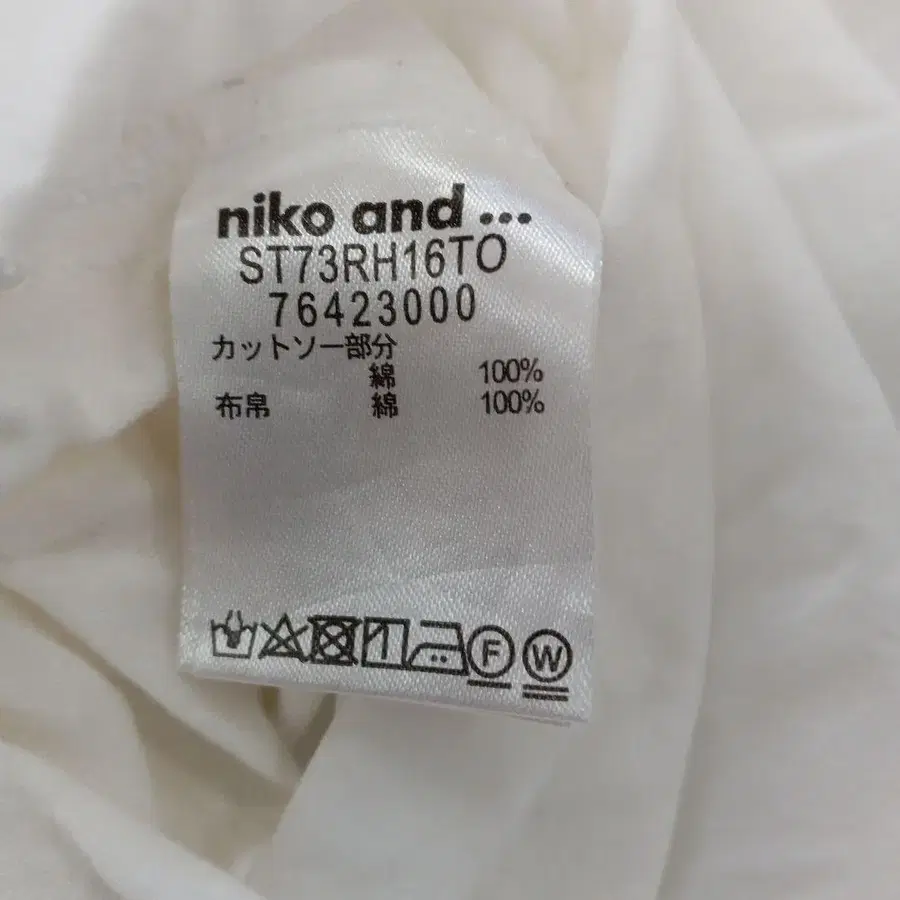 niko and ...
ST73RH16TO
76423000
カットソー部分
綿 100%
布帛 綿 100%
F W